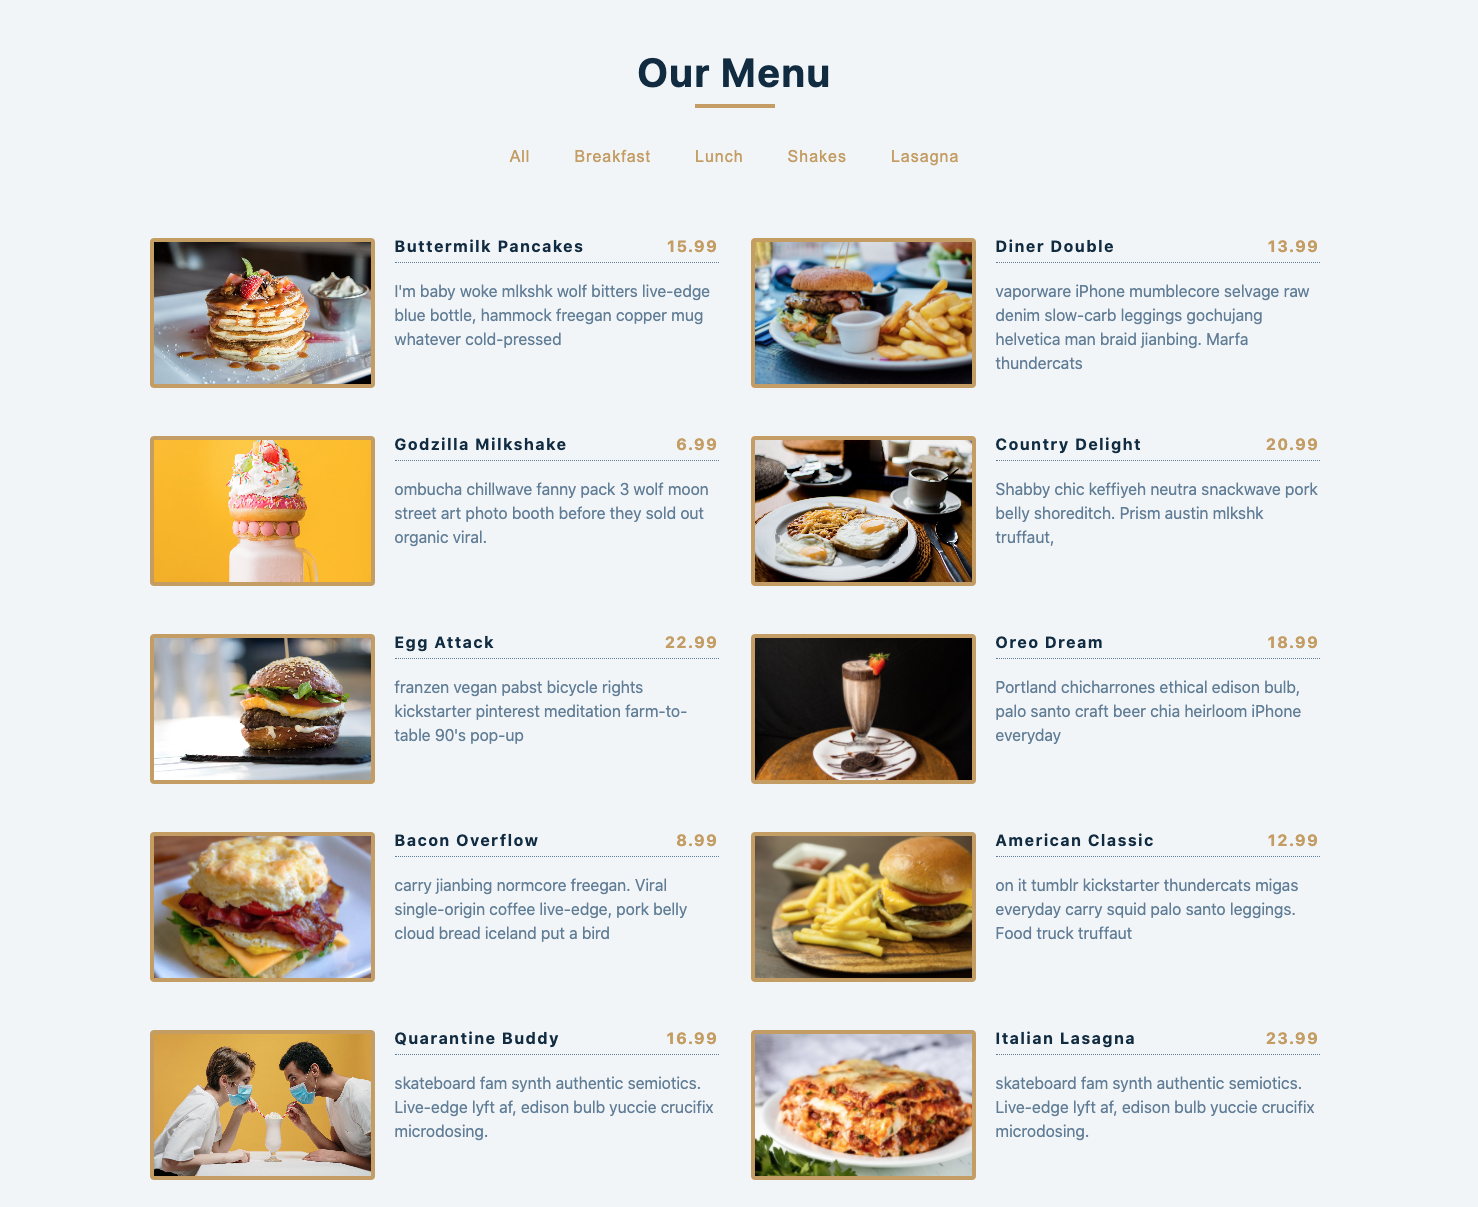 Our Menu
All Breakfast Lunch Shakes Lasagna
Buttermilk Pancakes 15.99
I'm baby woke mlkshk wolf bitters live-edge
blue bottle, hammock freegan copper mug
whatever cold-pressed
Diner Double 13.99
vaporware iPhone mumblecore selvage raw
denim slow-carb leggings gochujang
helvetica man braid jianbing. Marfa
thundercats
Godzilla Milkshake 6.99
ombucha chillwave fanny pack 3 wolf moon
street art photo booth before they sold out
organic viral.
Country Delight 20.99
Shabby chic keffiyeh neutra snackwave pork
belly shoreditch. Prism austin mlkshk
truffaut,
Egg Attack 22.99
franzen vegan pabst bicycle rights
kickstarter pinterest meditation farm-to-
table 90's pop-up
Oreo Dream 18.99
Portland chicharrones ethical edison bulb,
palo santo craft beer chia heirloom iPhone
everyday
Bacon Overflow 8.99
carry jianbing normcore freegan. Viral
single-origin coffee live-edge, pork belly
cloud bread iceland put a bird
American Classic 12.99
on it tumblr kickstarter thundercats migas
everyday carry squid palo santo leggings.
Food truck truffaut
Quarantine Buddy 16.99
skateboard fam synth authentic semiotics.
Live-edge lyft af, edison bulb yuccie crucifix
microdosing.
Italian Lasagna 23.99
skateboard fam synth authentic semiotics.
Live-edge lyft af, edison bulb yuccie crucifix
microdosing.